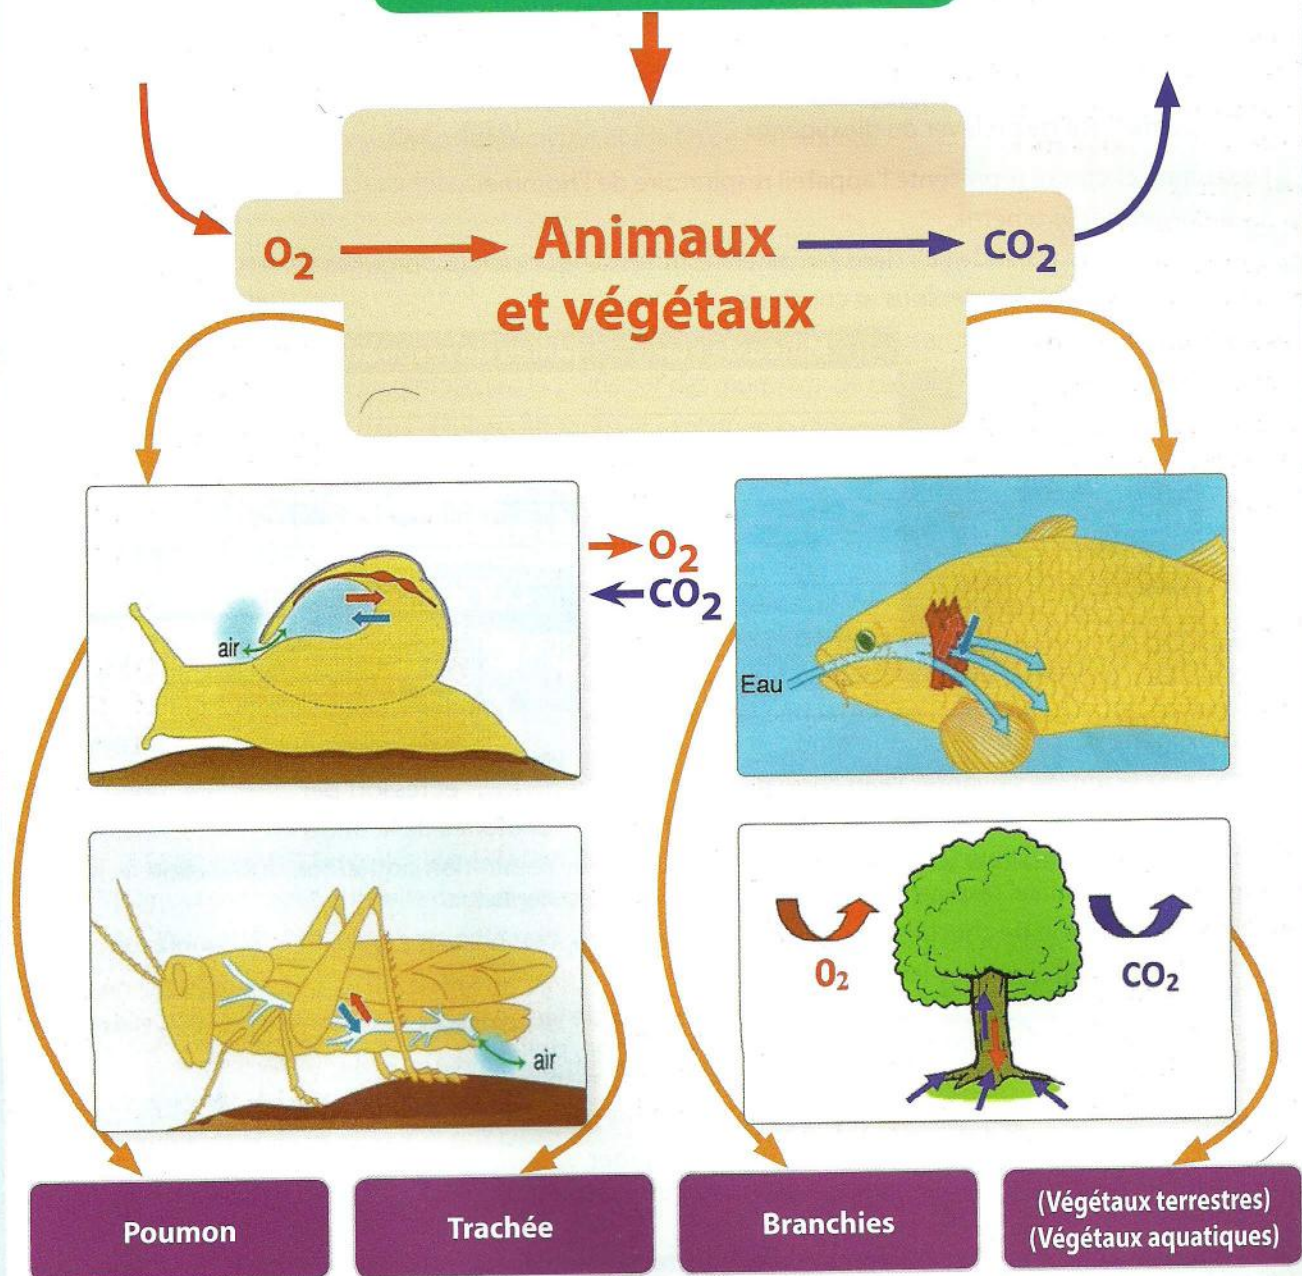 O₂
Animaux
et végétaux
CO₂
O₂
CO₂
air
Eau
air
O₂
CO₂
Poumon
Trachée
Branchies
(Végétaux terrestres)
(Végétaux aquatiques)